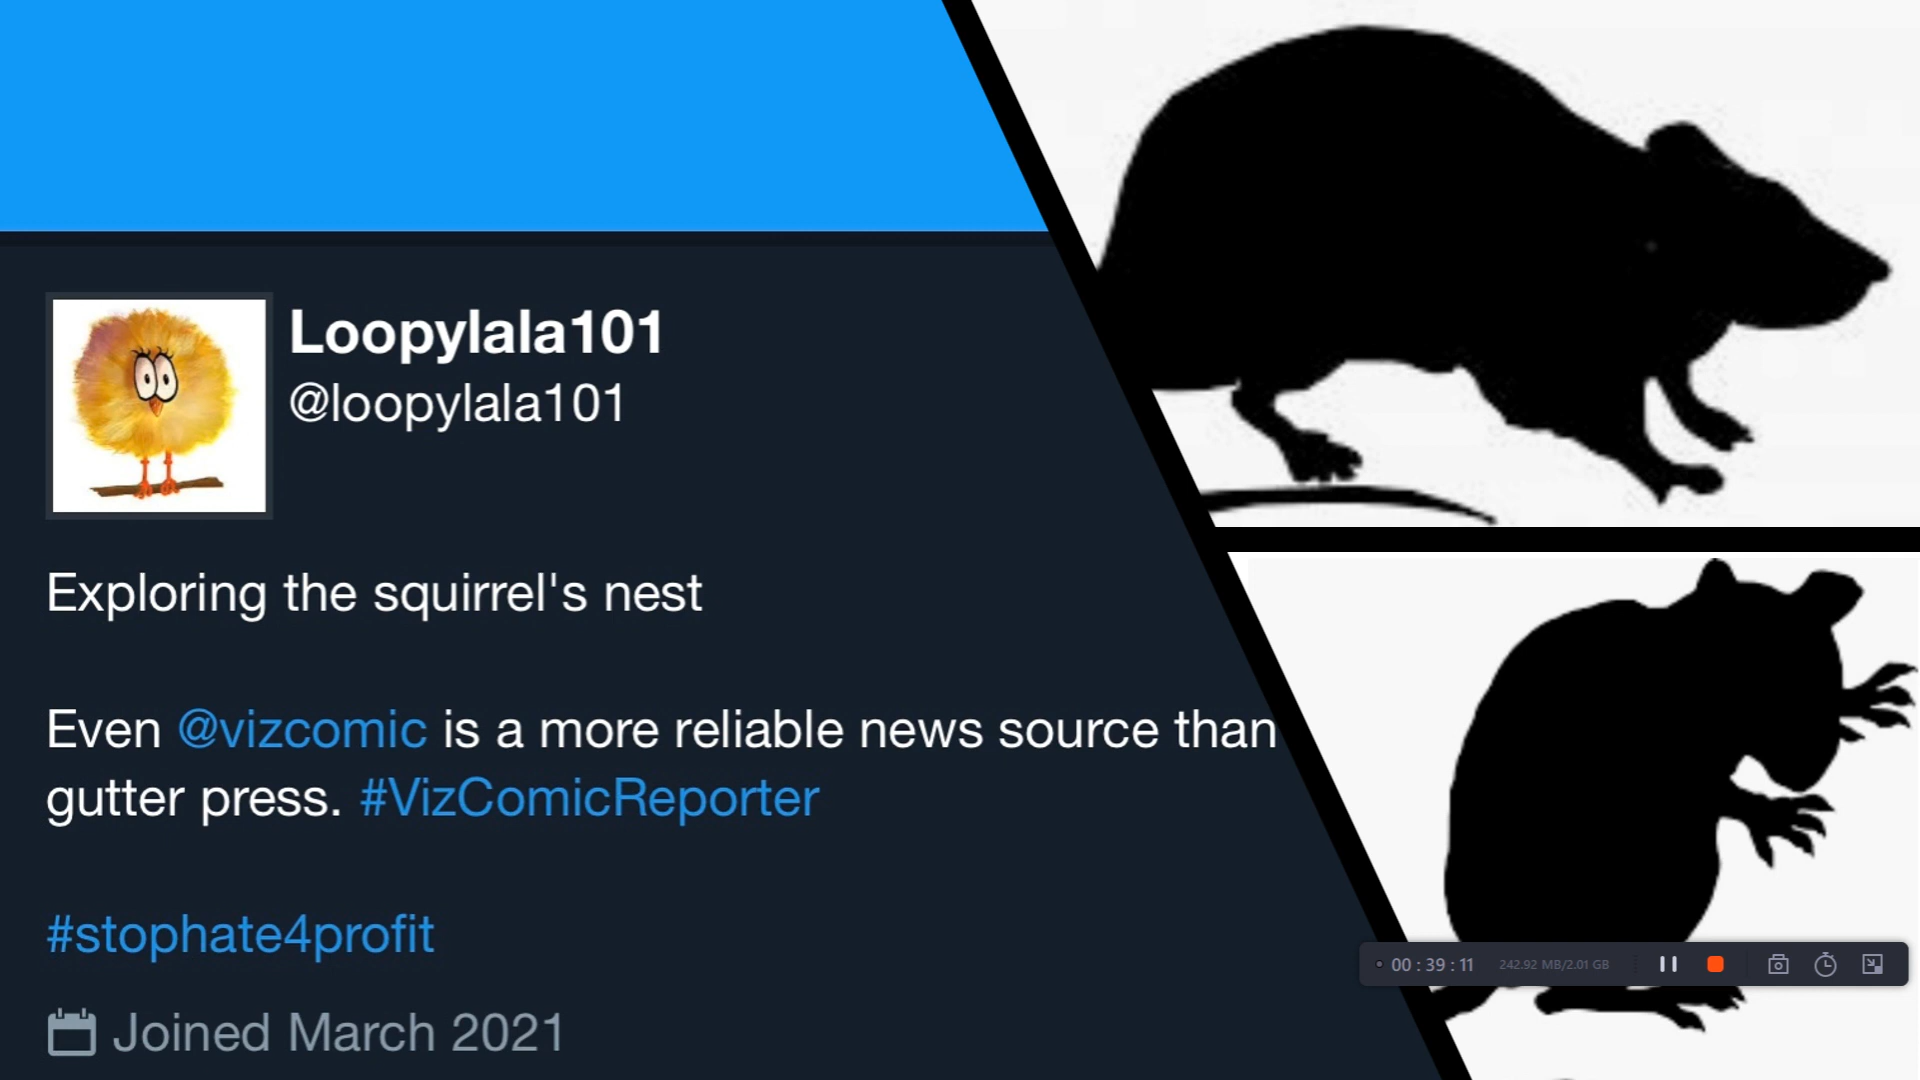 Loopylala101
@loopylala101
Exploring the squirrel's nest
Even @vizcomic is a more reliable news source than
gutter press. #VizComicReporter
#stophate4profit
Joined March 2021
00 : 39 : 11 242.92 MB/2.01 GB